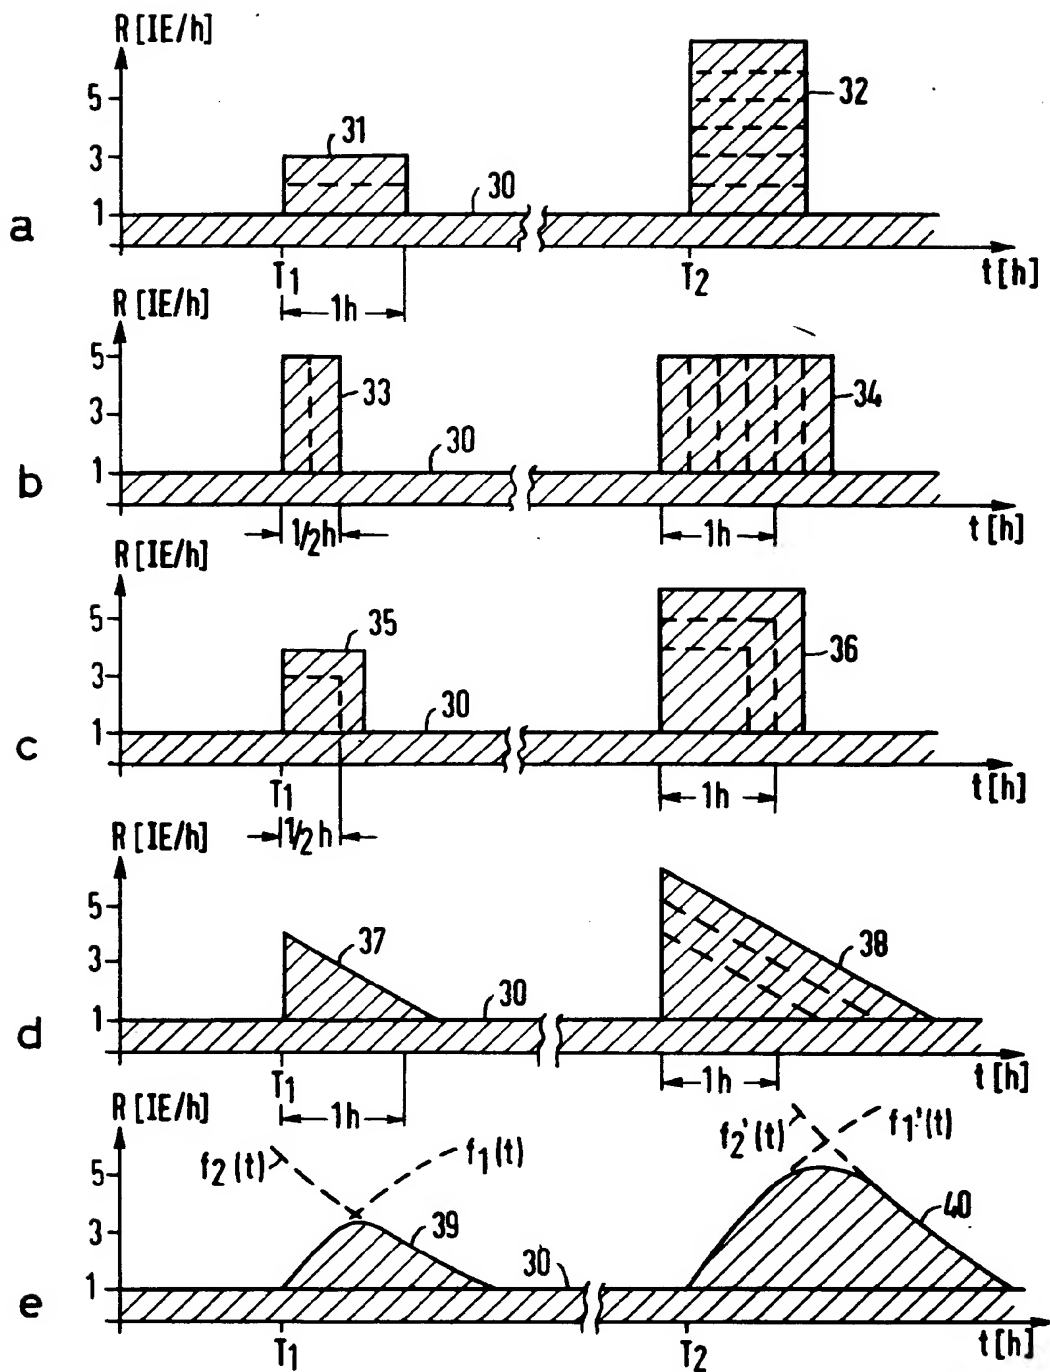 R [IE/h]
5
3
1
31
30
32
a
T1
T2
t[h]
1h
R [IE/h]
5
3
1
33
30
34
b
1/2h
1h
t[h]
R [IE/h]
5
3
1
35
30
36
c
T1
1h
t[h]
1/2h
R [IE/h]
5
3
1
37
30
38
d
T1
1h
t[h]
1h
R [IE/h]
5
3
1
f2(t)
f1(t)
f2'(t)
f1'(t)
39
30
40
e
T1
T2
t[h]